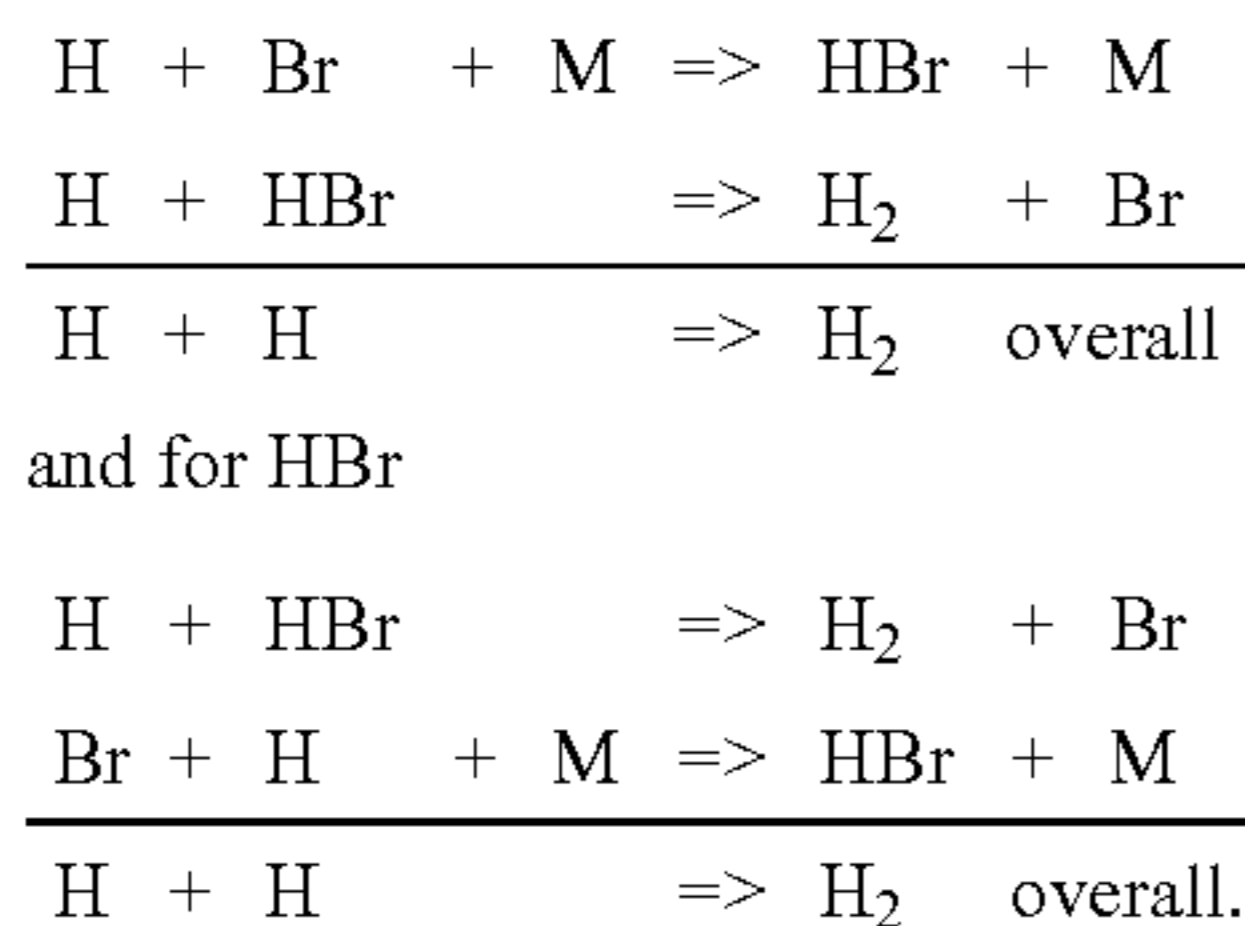 H + Br + M => HBr + M
H + HBr => H₂ + Br
H + H => H₂ overall
and for HBr
H + HBr => H₂ + Br
Br + H + M => HBr + M
H + H => H₂ overall.